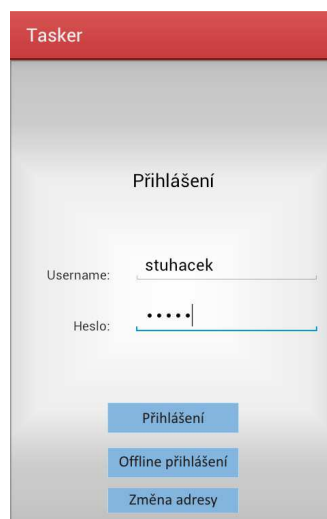 Tasker
Přihlášení
Username: stuhacek
Heslo: •••••
Přihlášení
Offline přihlášení
Změna adresy